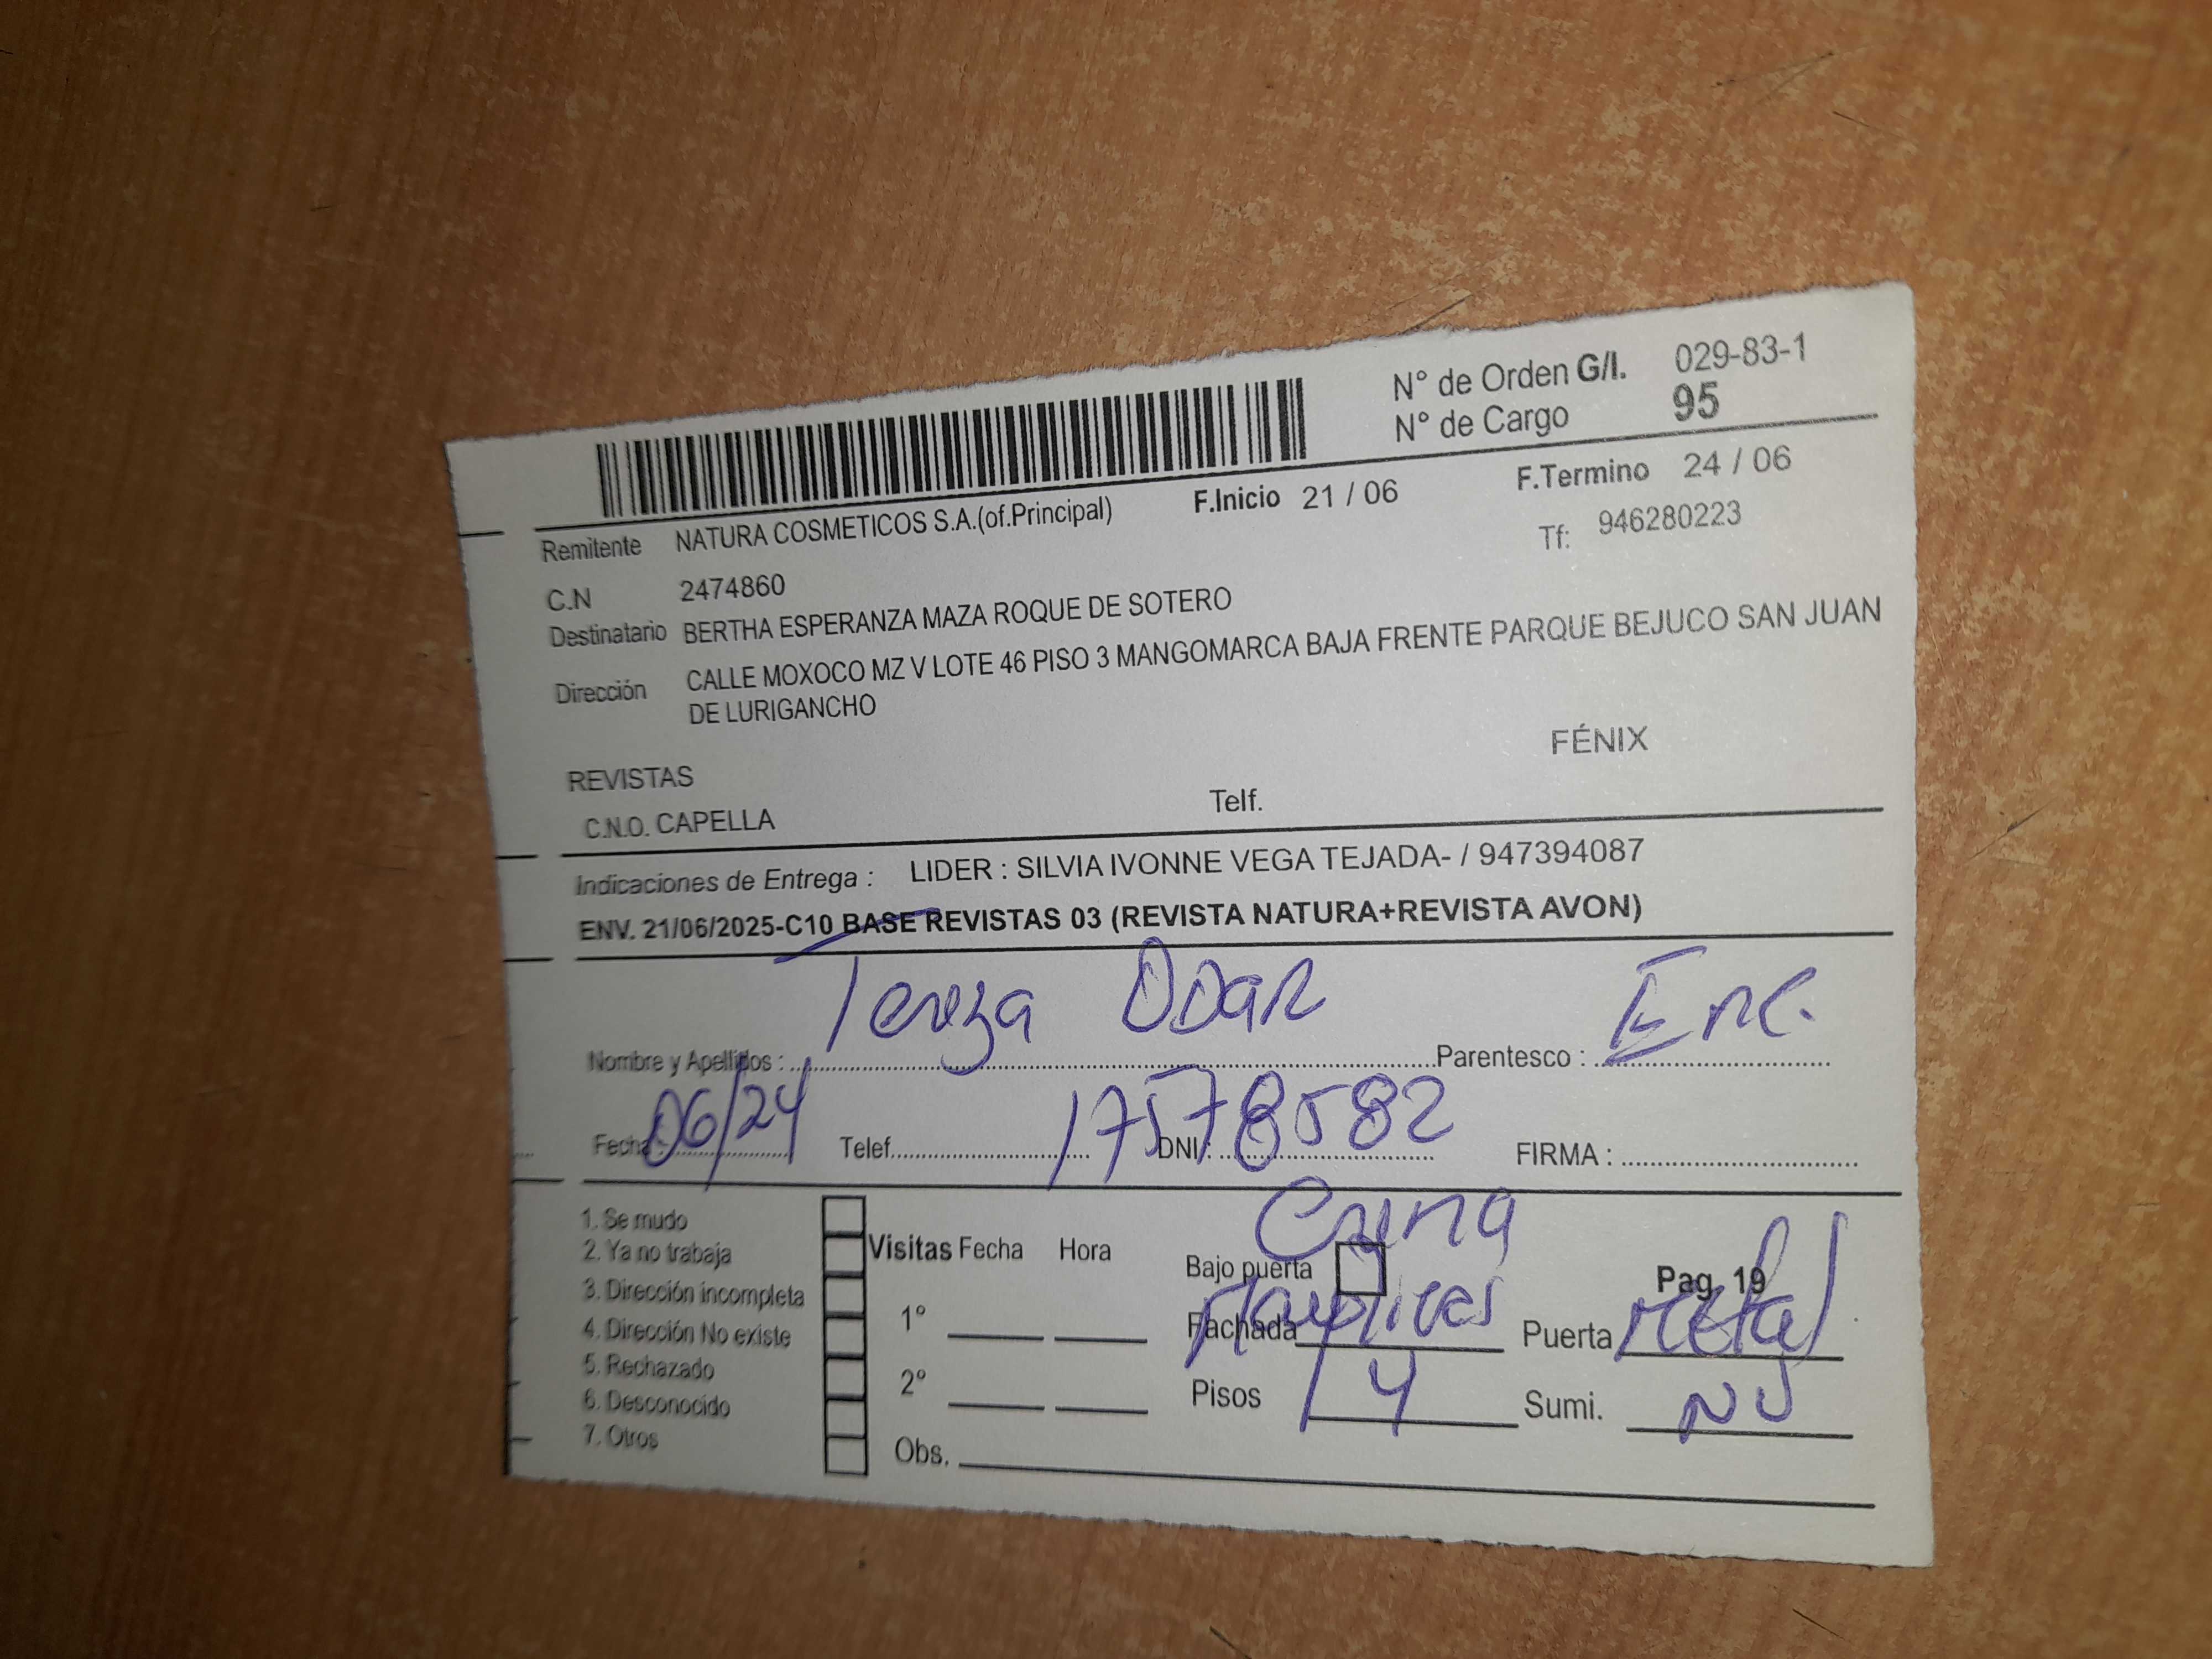 N° de Orden G/I. 029-83-1
N° de Cargo 95
F.Inicio 21 / 06 F.Termino 24 / 06
Remitente NATURA COSMETICOS S.A.(of.Principal) Tf: 946280223
C.N 2474860
Destinatario BERTHA ESPERANZA MAZA ROQUE DE SOTERO
Dirección CALLE MOXOCO MZ V LOTE 46 PISO 3 MANGOMARCA BAJA FRENTE PARQUE BEJUCO SAN JUAN
DE LURIGANCHO
FÉNIX
REVISTAS
C.N.O. CAPELLA Telf.
Indicaciones de Entrega : LIDER : SILVIA IVONNE VEGA TEJADA- / 947394087
ENV. 21/06/2025-C10 BASE REVISTAS 03 (REVISTA NATURA+REVISTA AVON)
Nombre y Apellidos : Tereza ODAR Parentesco : Enc.
Fecha 06/24 Telef. DNI : 17578582 FIRMA :
1. Se mudo
2. Ya no trabaja
3. Dirección incompleta
4. Dirección No existe
5. Rechazado
6. Desconocido
7. Otros
Visitas Fecha Hora
1°
2°
Obs.
Bajo puerta Pag. 19
Fachada Puerta metal
Pisos 4 Sumi.